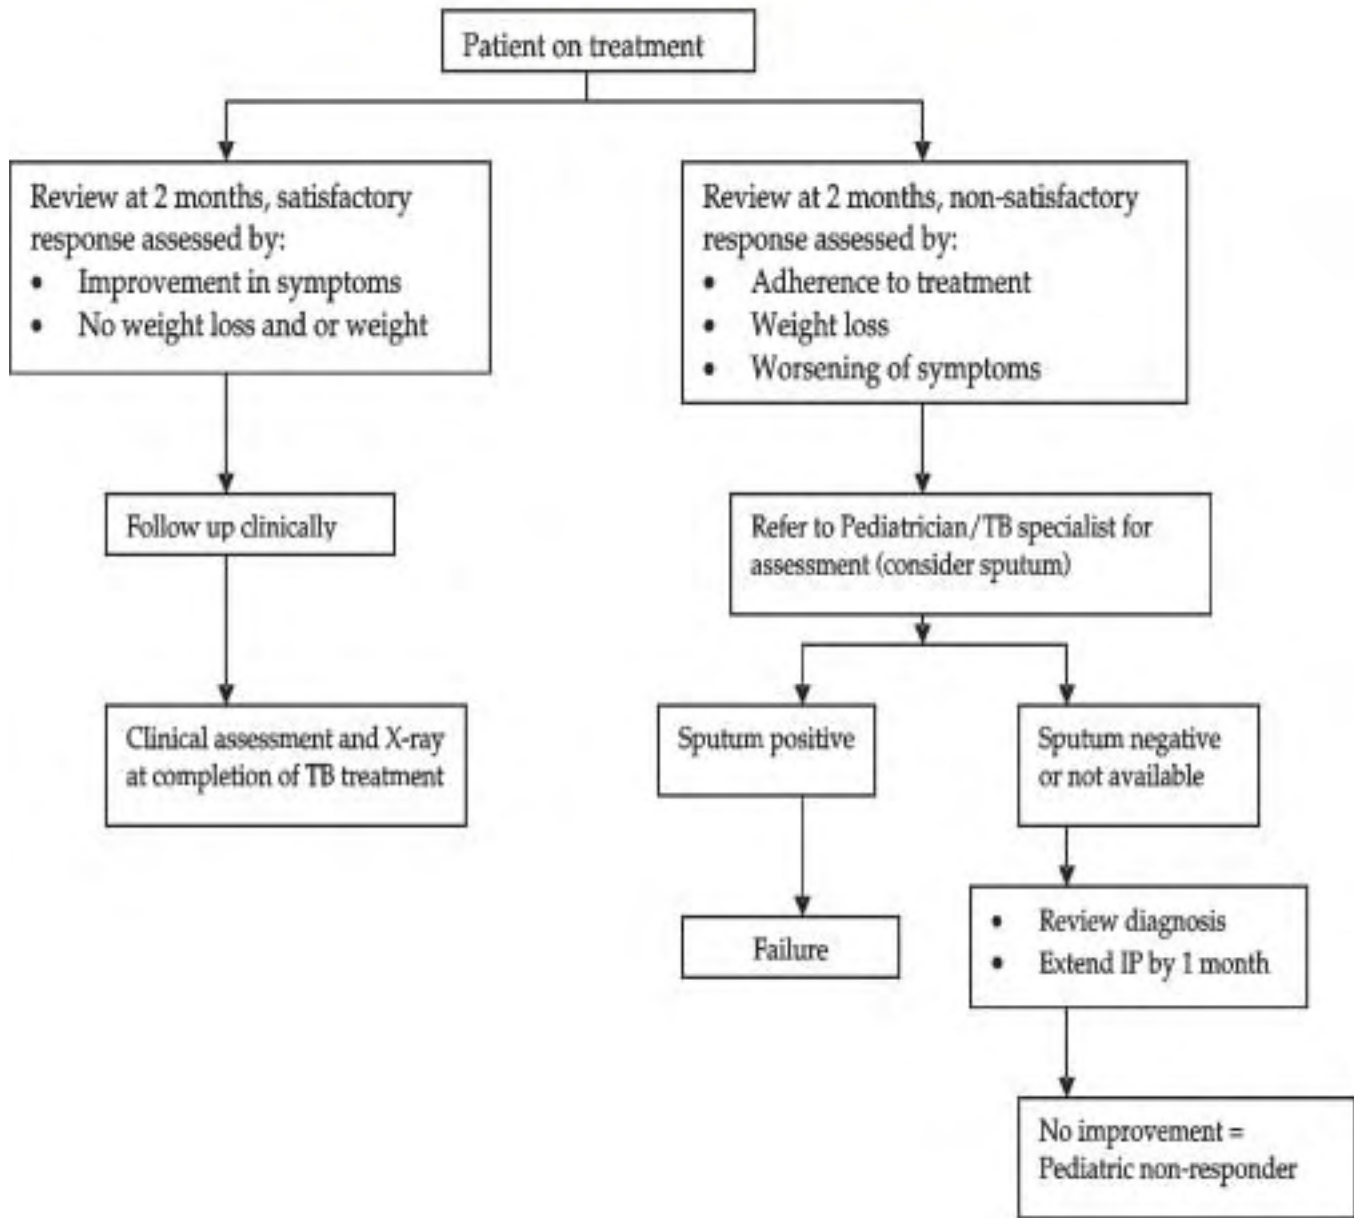 Patient on treatment
Review at 2 months, satisfactory
response assessed by:
• Improvement in symptoms
• No weight loss and or weight
Review at 2 months, non-satisfactory
response assessed by:
• Adherence to treatment
• Weight loss
• Worsening of symptoms
Follow up clinically
Refer to Pediatrician/TB specialist for
assessment (consider sputum)
Clinical assessment and X-ray
at completion of TB treatment
Sputum positive
Sputum negative
or not available
Failure
• Review diagnosis
• Extend IP by 1 month
No improvement =
Pediatric non-responder